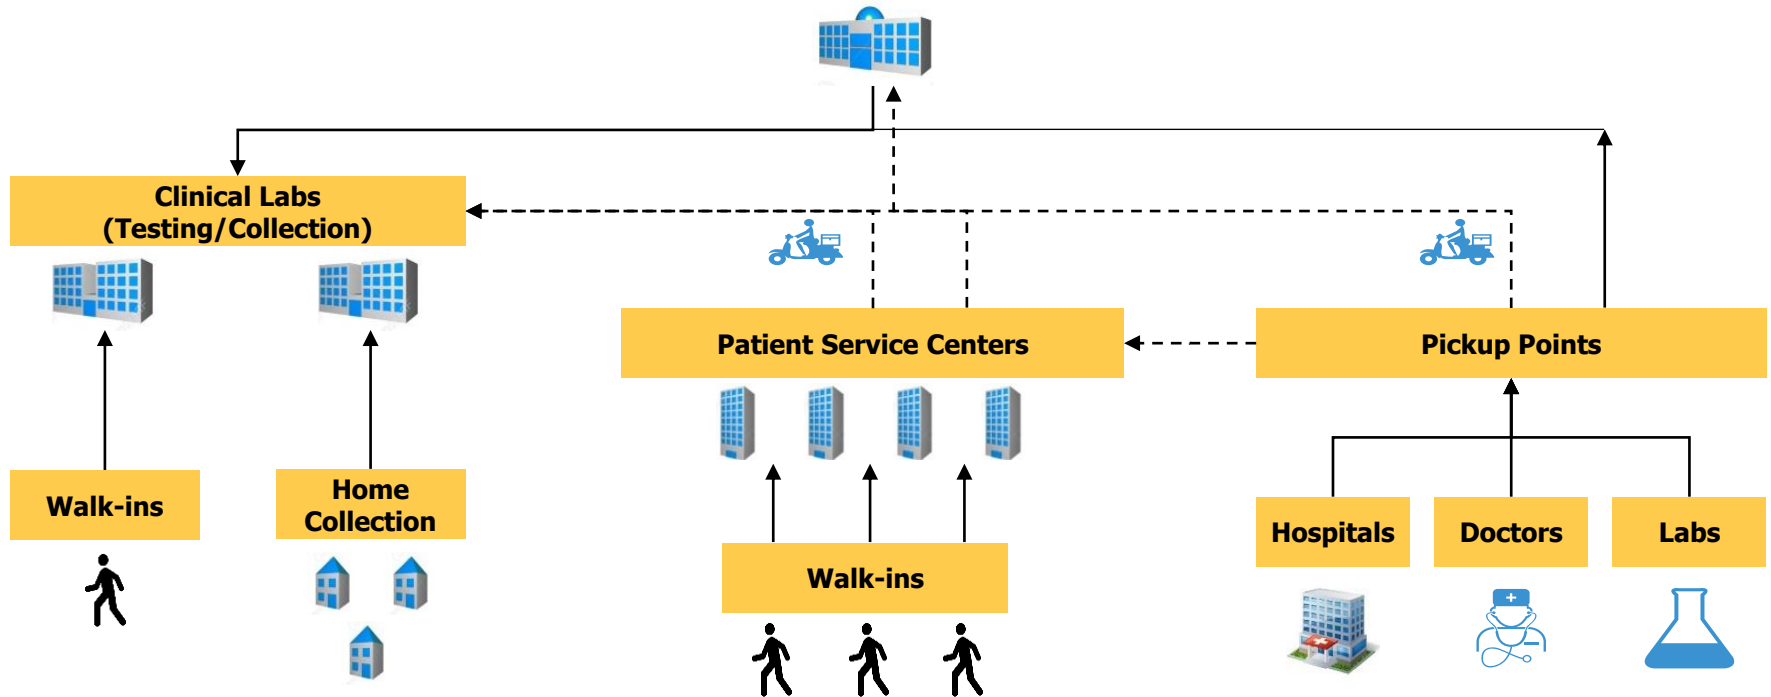 Clinical Labs
(Testing/Collection)
Patient Service Centers
Pickup Points
Walk-ins
Home
Collection
Walk-ins
Hospitals
Doctors
Labs